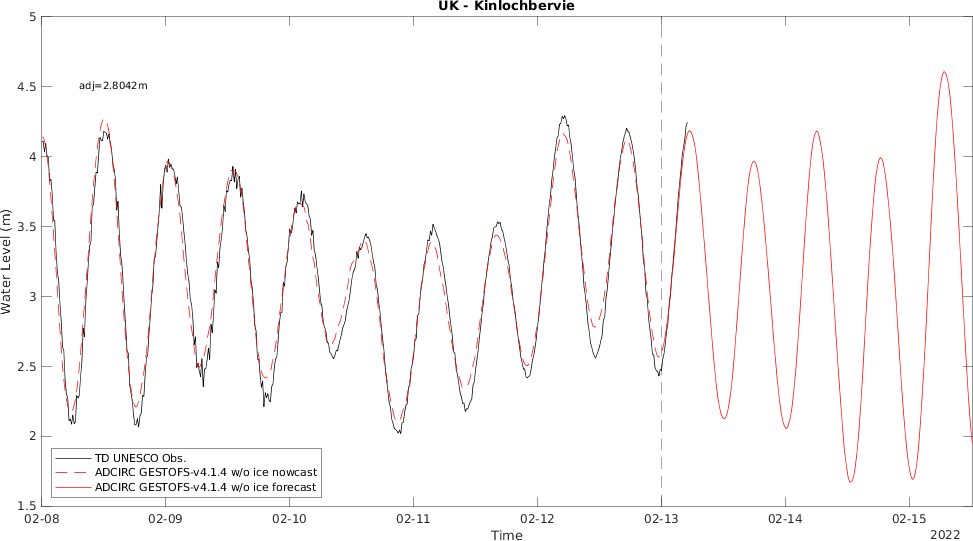 UK - Kinlochbervie
5
4.5
4
3.5
3
2.5
2
1.5
Water Level (m)
adj=2.8042m
TD UNESCO Obs.
ADCIRC GESTOFS-v4.1.4 w/o ice nowcast
ADCIRC GESTOFS-v4.1.4 w/o ice forecast
02-08 02-09 02-10 02-11 02-12 02-13 02-14 02-15
Time
2022